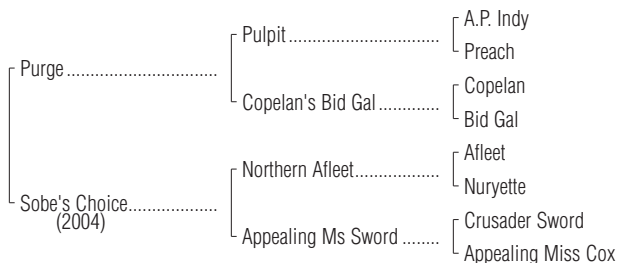 A.P. Indy
Pulpit................................
Preach
Purge................................
Copelan
Copelan's Bid Gal.............
Bid Gal
Afleet
Northern Afleet..................
Nuryette
Sobe's Choice...................
(2004)
Crusader Sword
Appealing Ms Sword ........
Appealing Miss Cox